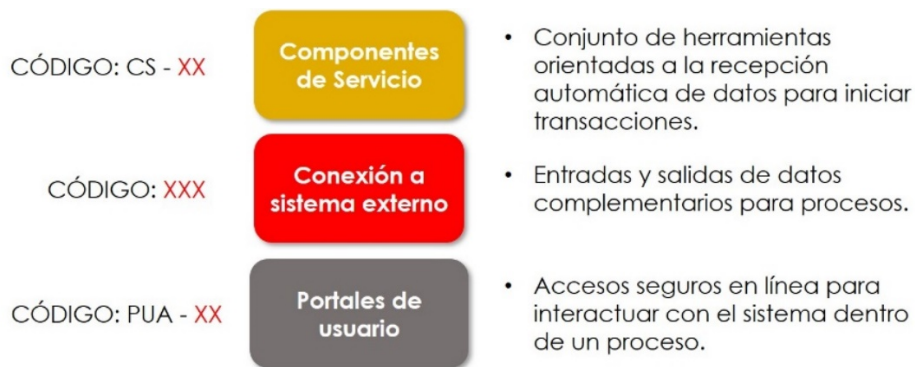 CÓDIGO: CS - XX
Componentes
de Servicio
• Conjunto de herramientas
orientadas a la recepción
automática de datos para iniciar
transacciones.
CÓDIGO: XXX
Conexión a
sistema externo
• Entradas y salidas de datos
complementarios para procesos.
CÓDIGO: PUA - XX
Portales de
usuario
• Accesos seguros en línea para
interactuar con el sistema dentro
de un proceso.